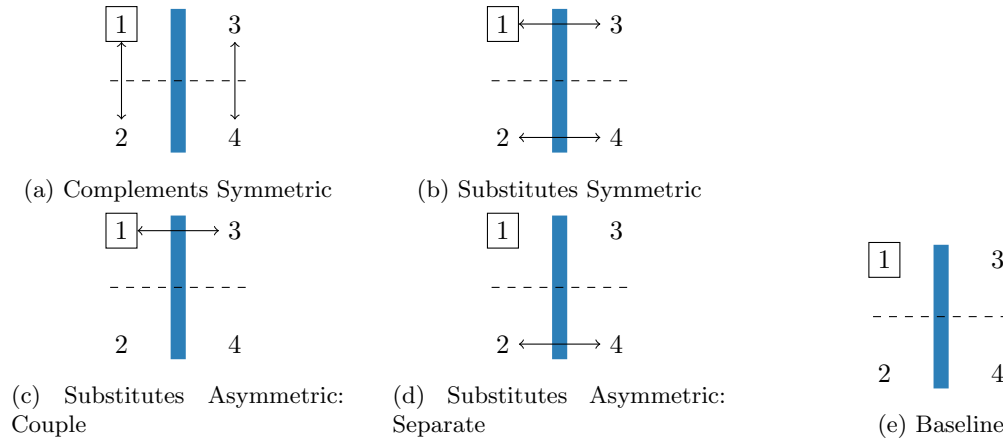 1 3
2 4
(a) Complements Symmetric
1 3
2 4
(b) Substitutes Symmetric
1 3
2 4
(c) Substitutes Asymmetric:
Couple
1 3
2 4
(d) Substitutes Asymmetric:
Separate
1 3
2 4
(e) Baseline